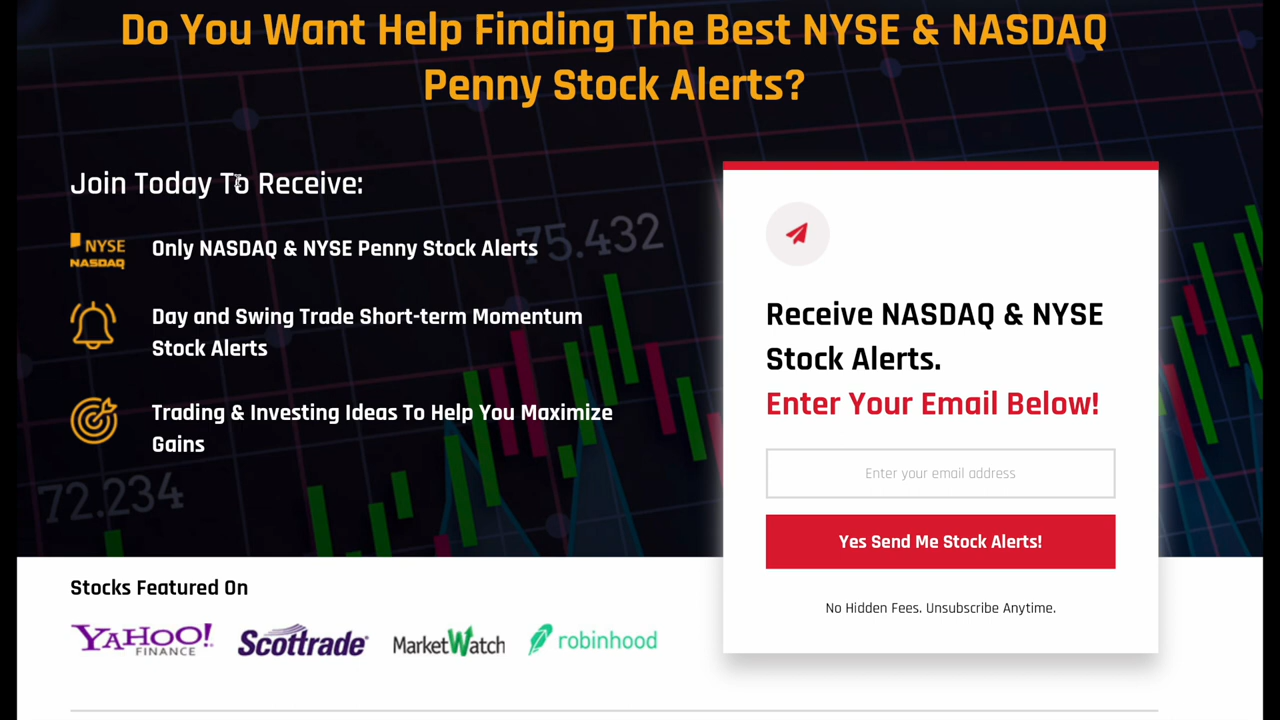 Do You Want Help Finding The Best NYSE & NASDAQ
Penny Stock Alerts?
Join Today To Receive:
NYSE
NASDAQ
Only NASDAQ & NYSE Penny Stock Alerts
Day and Swing Trade Short-term Momentum
Stock Alerts
Trading & Investing Ideas To Help You Maximize
Gains
75.432
72.234
Receive NASDAQ & NYSE
Stock Alerts.
Enter Your Email Below!
Enter your email address
Yes Send Me Stock Alerts!
No Hidden Fees. Unsubscribe Anytime.
Stocks Featured On
YAHOO!
FINANCE
Scottrade
MarketWatch
robinhood